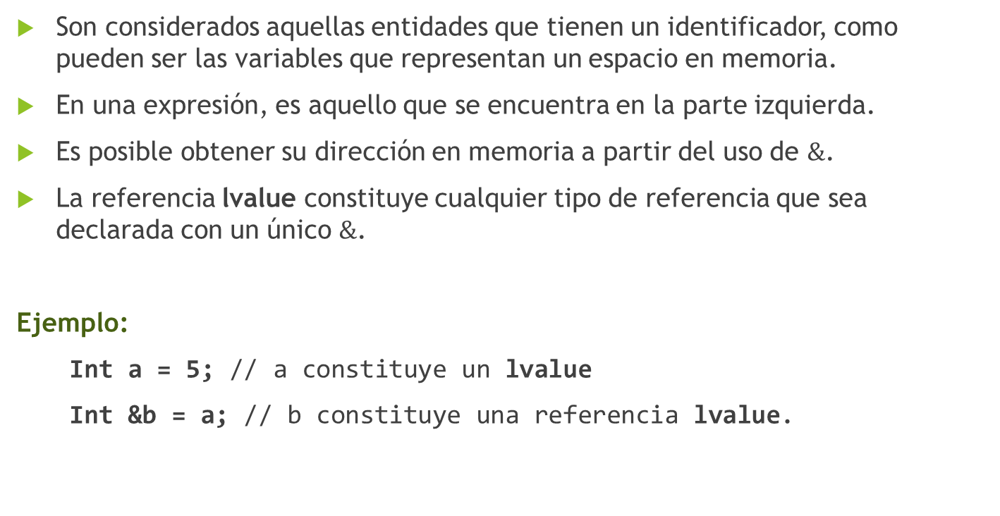 Son considerados aquellas entidades que tienen un identificador, como
pueden ser las variables que representan un espacio en memoria.
En una expresión, es aquello que se encuentra en la parte izquierda.
Es posible obtener su dirección en memoria a partir del uso de &.
La referencia lvalue constituye cualquier tipo de referencia que sea
declarada con un único &.
Ejemplo:
Int a = 5; // a constituye un lvalue
Int &b = a; // b constituye una referencia lvalue.